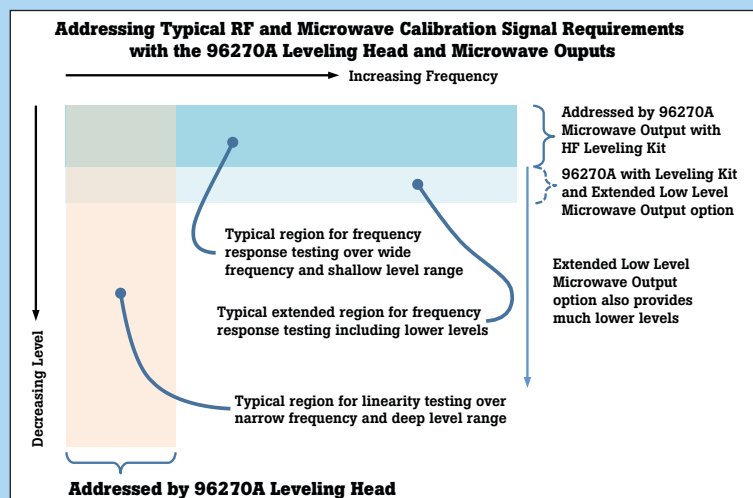 Addressing Typical RF and Microwave Calibration Signal Requirements
with the 96270A Leveling Head and Microwave Ouputs
Increasing Frequency
Decreasing Level
Addressed by 96270A
Microwave Output with
HF Leveling Kit
96270A with Leveling Kit
and Extended Low Level
Microwave Output option
Typical region for frequency
response testing over wide
frequency and shallow level range
Extended Low Level
Microwave Output
option also provides
much lower levels
Typical extended region for frequency
response testing including lower levels
Typical region for linearity testing over
narrow frequency and deep level range
Addressed by 96270A Leveling Head